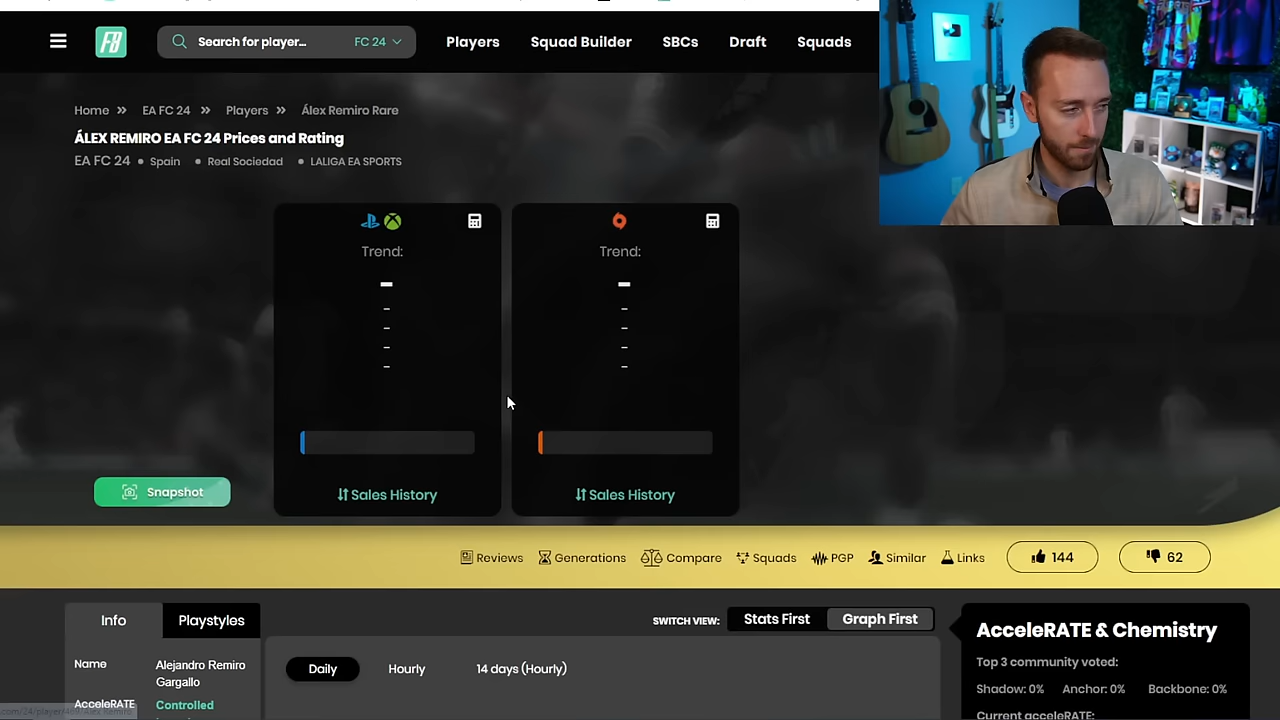 FB
Search for player...
FC 24
Players
Squad Builder
SBCs
Draft
Squads
Home » EA FC 24 » Players » Álex Remiro Rare
ÁLEX REMIRO EA FC 24 Prices and Rating
EA FC 24 • Spain • Real Sociedad • LALIGA EA SPORTS
Trend:
-
-
-
-
-
Sales History
Trend:
-
-
-
-
-
Sales History
Snapshot
Reviews
Generations
Compare
Squads
PGP
Similar
Links
144
62
Info
Playstyles
SWITCH VIEW:
Stats First
Graph First
Name
Alejandro Remiro
Gargallo
AcceleRATE
Controlled
Daily
Hourly
14 days (Hourly)
AcceleRATE & Chemistry
Top 3 community voted:
Shadow: 0% Anchor: 0% Backbone: 0%
Current acceleRATE: